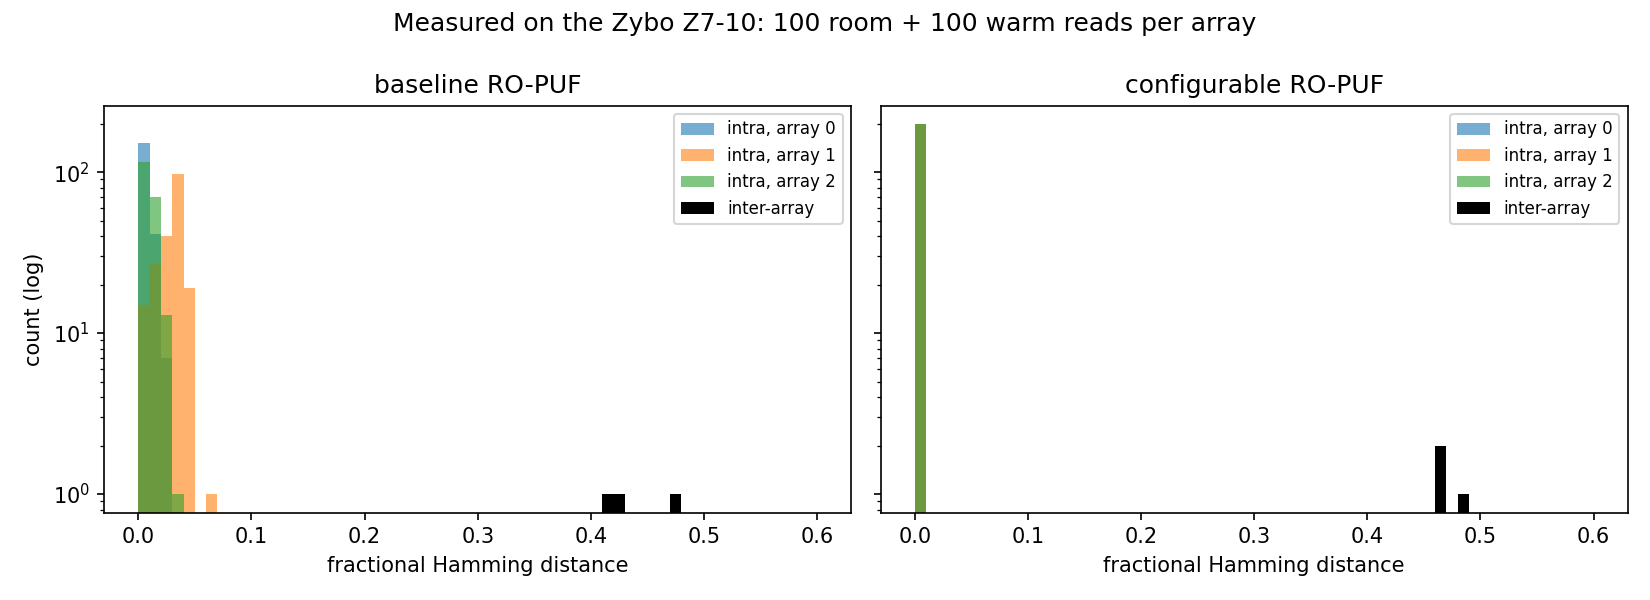 Measured on the Zybo Z7-10: 100 room + 100 warm reads per array
baseline RO-PUF
configurable RO-PUF
intra, array 0
intra, array 1
intra, array 2
inter-array
intra, array 0
intra, array 1
intra, array 2
inter-array
count (log)
10²
10¹
10⁰
0.0 0.1 0.2 0.3 0.4 0.5 0.6
0.0 0.1 0.2 0.3 0.4 0.5 0.6
fractional Hamming distance
fractional Hamming distance